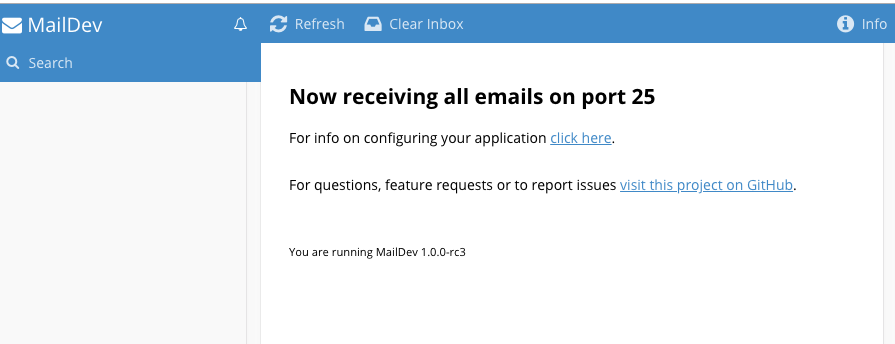 MailDev
Refresh
Clear Inbox
Info
Search
Now receiving all emails on port 25
For info on configuring your application click here.
For questions, feature requests or to report issues visit this project on GitHub.
You are running MailDev 1.0.0-rc3